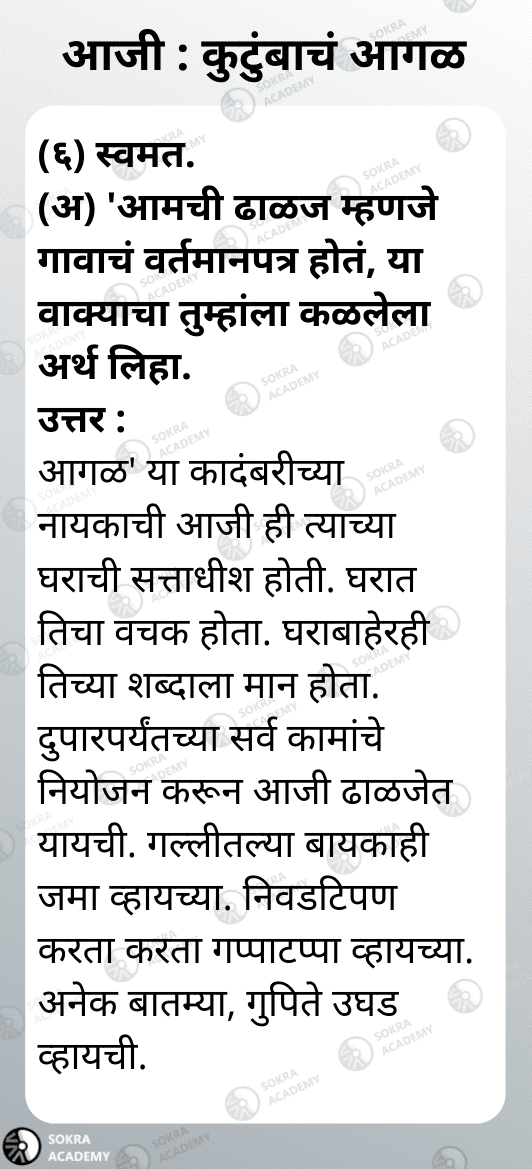 आजी : कुटुंबाचं आगळ
(६) स्वमत.
(अ) 'आमची ढाळज म्हणजे
गावाचं वर्तमानपत्र होतं, या
वाक्याचा तुम्हांला कळलेला
अर्थ लिहा.
उत्तर :
आगळ' या कादंबरीच्या
नायकाची आजी ही त्याच्या
घराची सत्ताधीश होती. घरात
तिचा वचक होता. घराबाहेरही
तिच्या शब्दाला मान होता.
दुपारपर्यंतच्या सर्व कामांचे
नियोजन करून आजी ढाळजेत
यायची. गल्लीतल्या बायकाही
जमा व्हायच्या. निवडटिपण
करता करता गप्पाटप्पा व्हायच्या.
अनेक बातम्या, गुपिते उघड
व्हायची.
SOKRA
ACADEMY